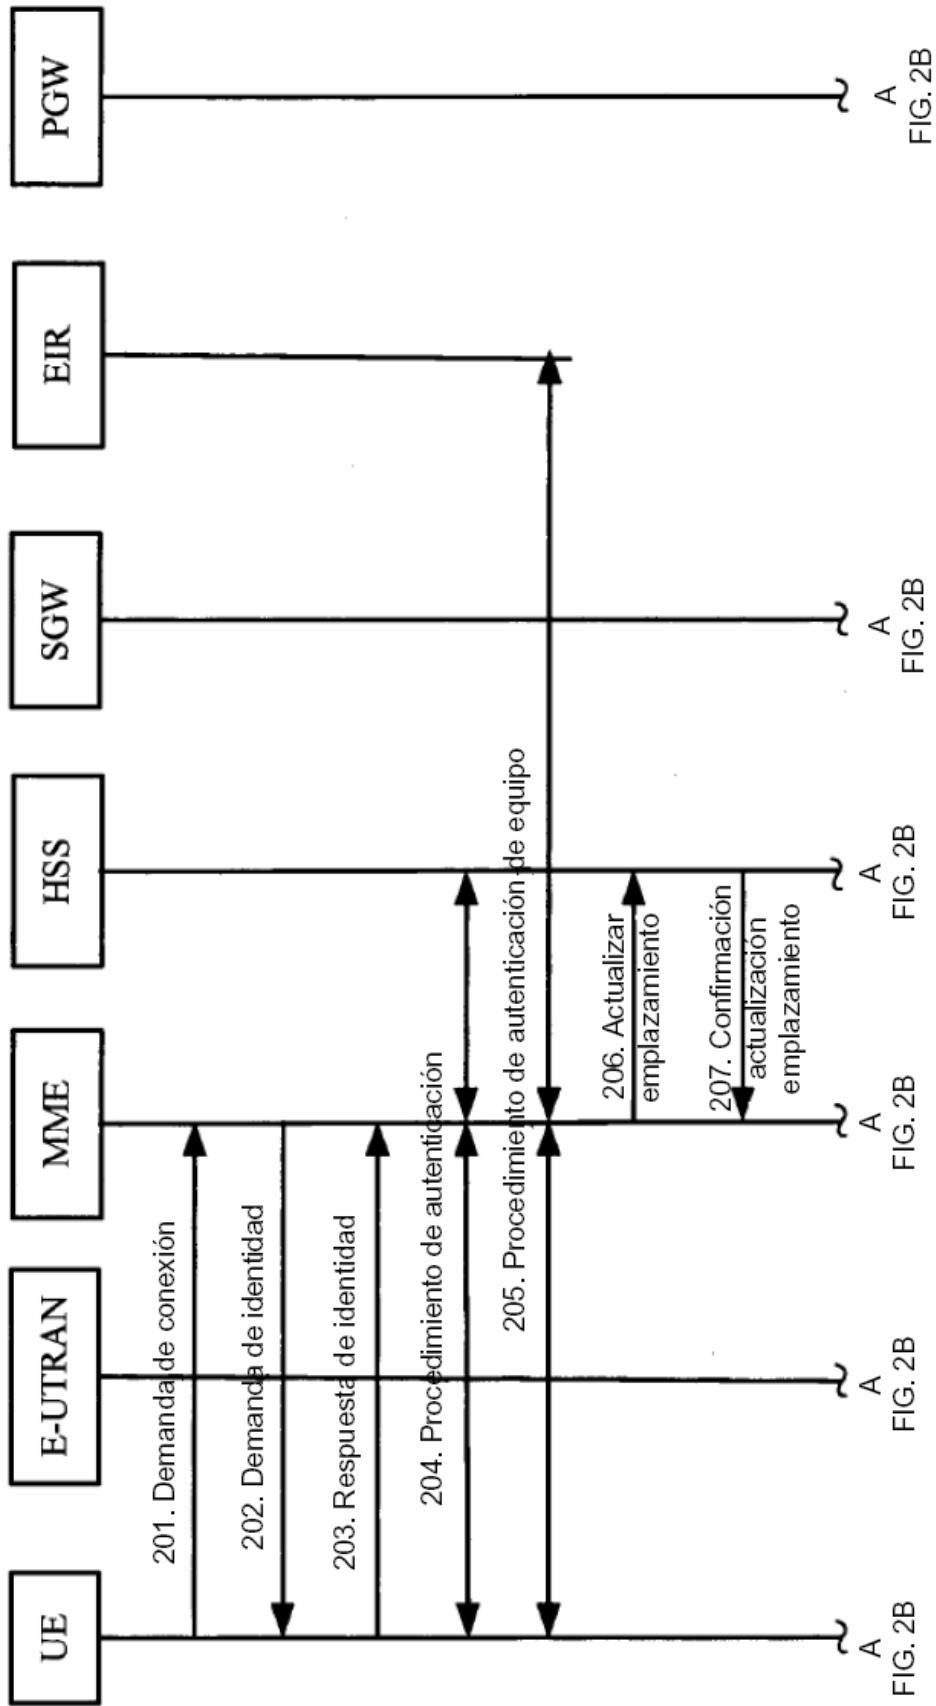 UE
E-UTRAN
MME
HSS
SGW
EIR
PGW
201. Demanda de conexión
202. Demanda de identidad
203. Respuesta de identidad
204. Procedimiento de autenticación
205. Procedimiento de autenticación de equipo
206. Actualizar
emplazamiento
207. Confirmación
actualización
emplazamiento
A
FIG. 2B
A
FIG. 2B
A
FIG. 2B
A
FIG. 2B
A
FIG. 2B
A
FIG. 2B